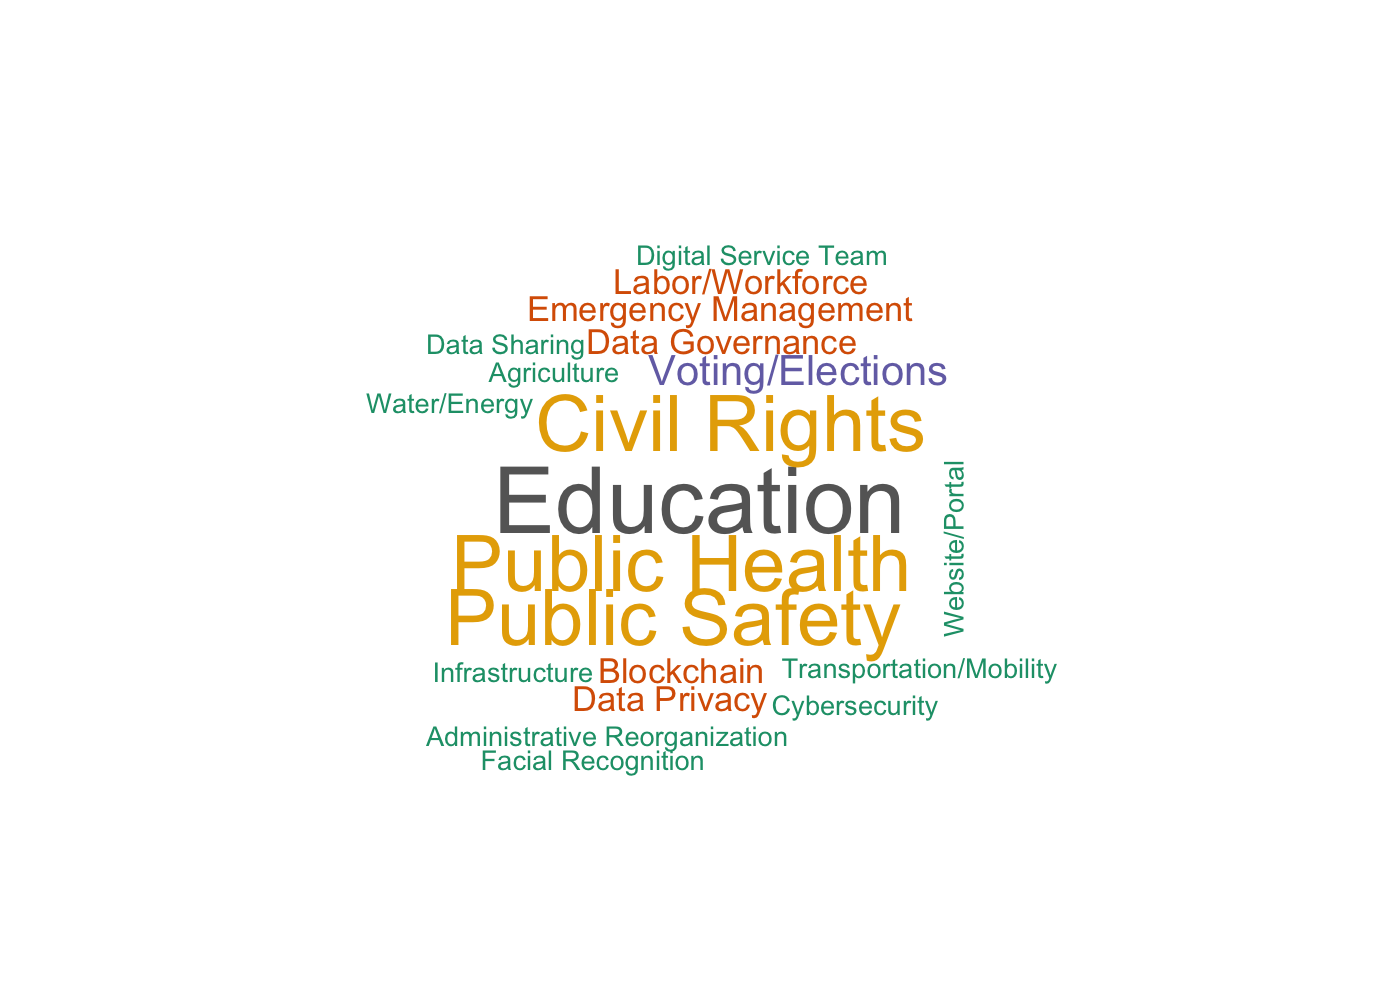 Digital Service Team
Labor/Workforce
Emergency Management
Data Sharing
Data Governance
Agriculture
Voting/Elections
Water/Energy
Civil Rights
Education
Website/Portal
Public Health
Public Safety
Infrastructure
Blockchain
Transportation/Mobility
Data Privacy
Cybersecurity
Administrative Reorganization
Facial Recognition